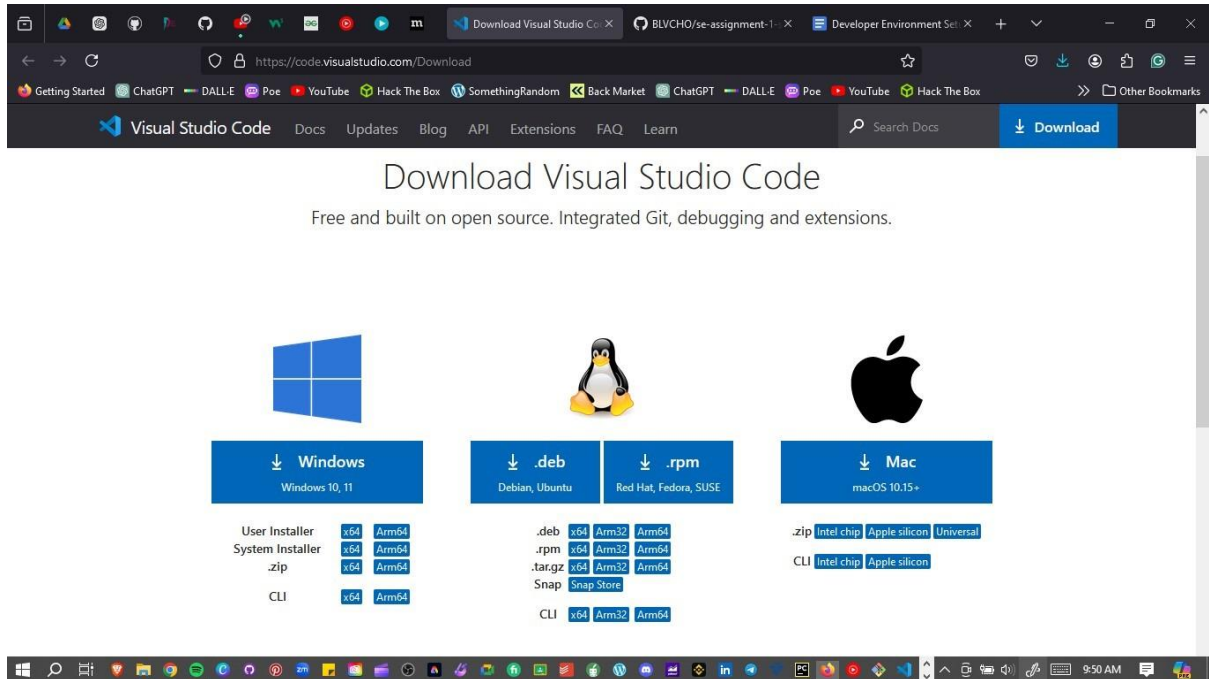 Download Visual Studio Co
BLVCHO/se-assignment-1-
Developer Environment Set
https://code.visualstudio.com/Download
Getting Started ChatGPT DALL·E Poe YouTube Hack The Box SomethingRandom Back Market ChatGPT DALL·E Poe YouTube Hack The Box Other Bookmarks
Visual Studio Code Docs Updates Blog API Extensions FAQ Learn Search Docs Download
Download Visual Studio Code
Free and built on open source. Integrated Git, debugging and extensions.
Windows
Windows 10, 11
User Installer x64 Arm64
System Installer x64 Arm64
.zip x64 Arm64
CLI x64 Arm64
.deb
Debian, Ubuntu
.rpm
Red Hat, Fedora, SUSE
.deb x64 Arm32 Arm64
.rpm x64 Arm32 Arm64
.tar.gz x64 Arm32 Arm64
Snap Snap Store
CLI x64 Arm32 Arm64
Mac
macOS 10.15+
.zip Intel chip Apple silicon Universal
CLI Intel chip Apple silicon
9:50 AM